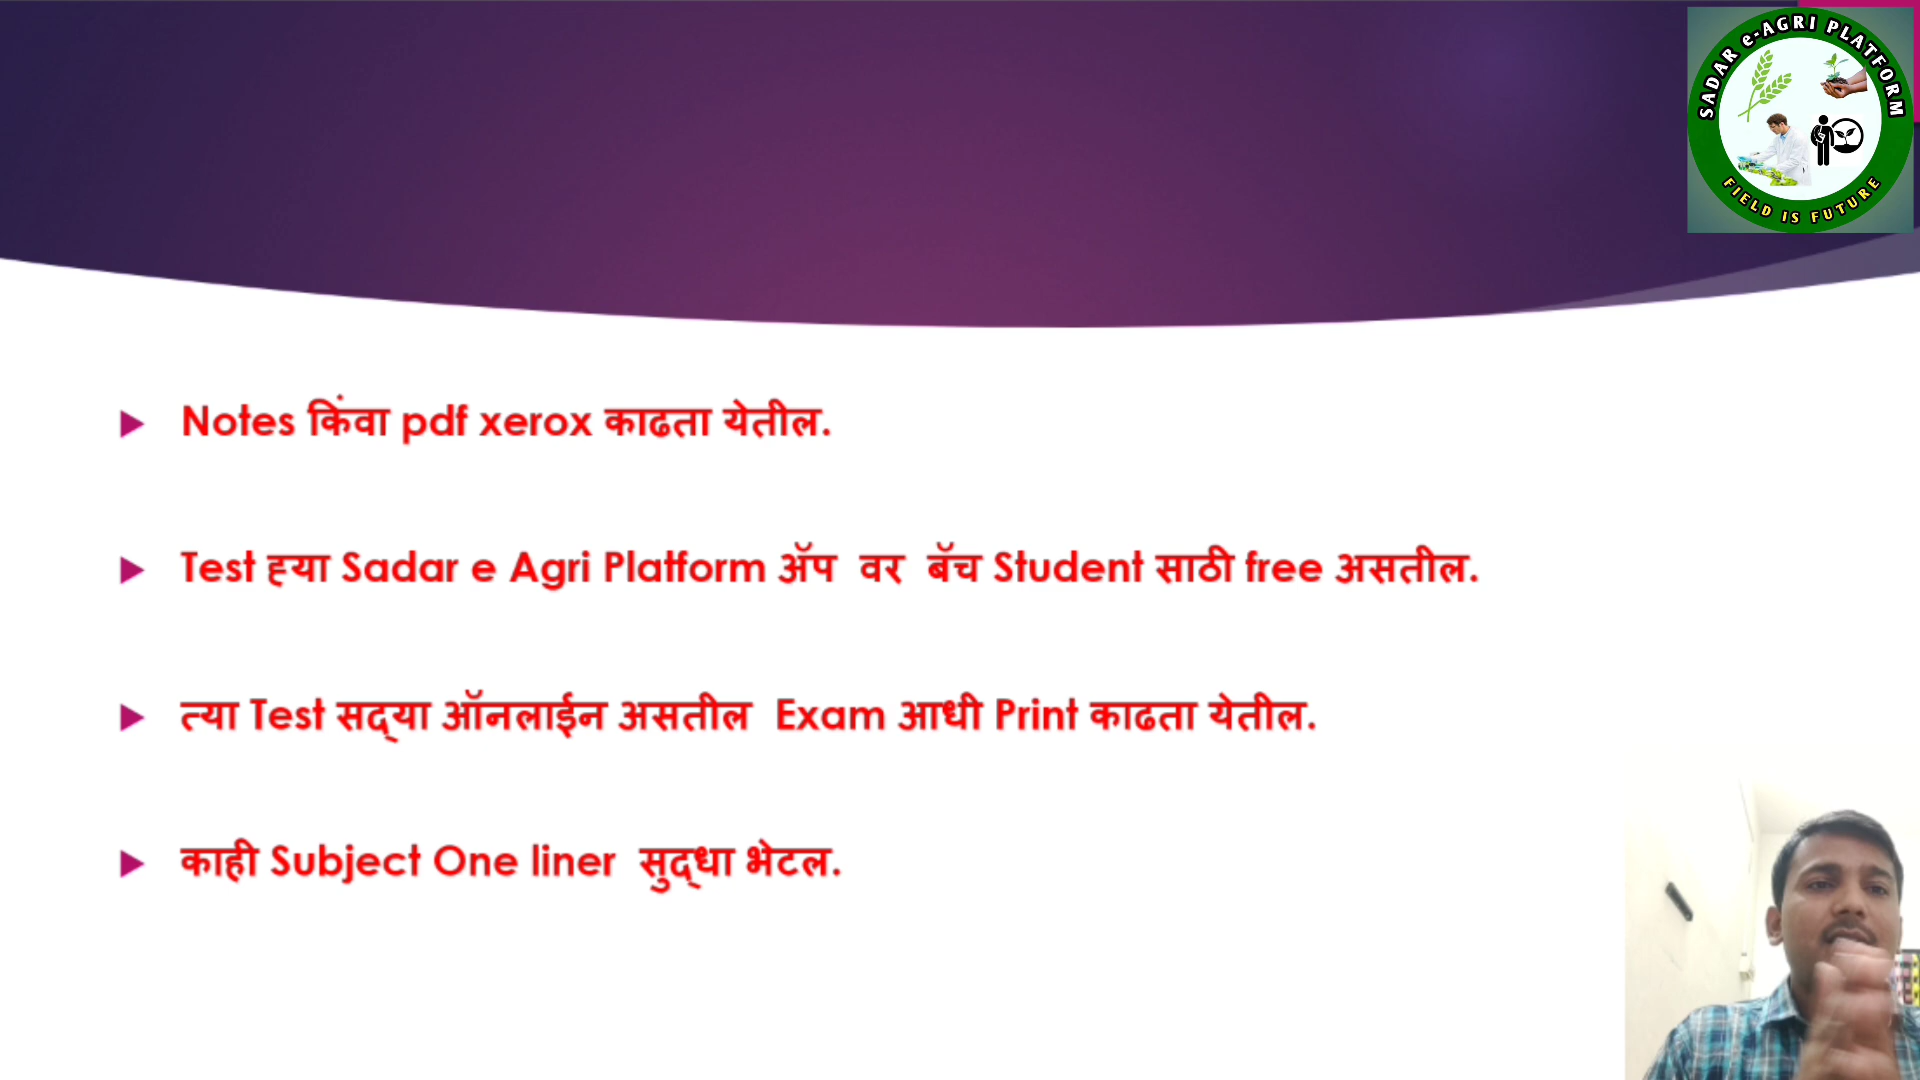 SADAR e-AGRI PLATFORM
FIELD IS FUTURE
Notes किंवा pdf xerox काढता येतील.
Test ह्या Sadar e Agri Platform ॲप वर बॅच Student साठी free असतील.
त्या Test सद्या ऑनलाईन असतील Exam आधी Print काढता येतील.
काही Subject One liner सुद्धा भेटल.